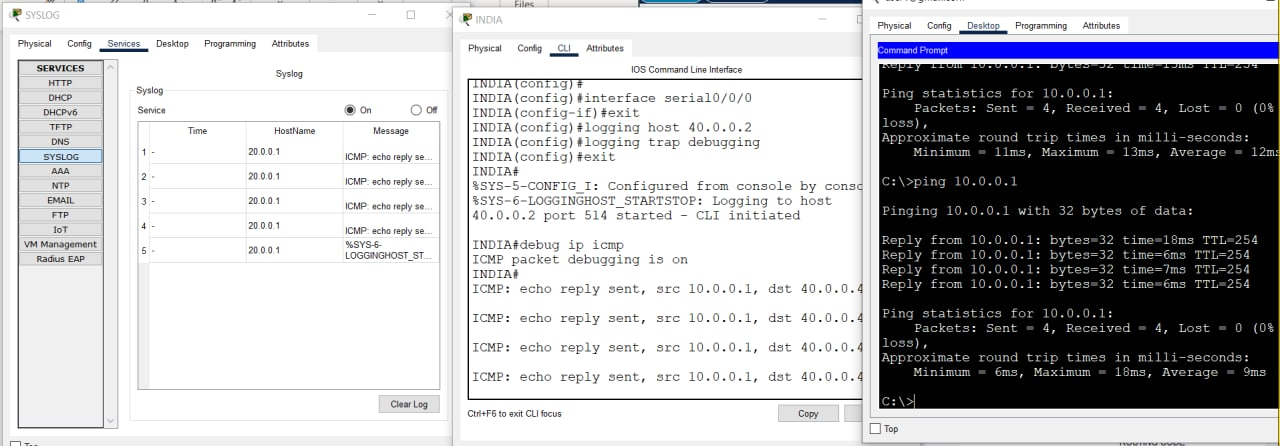 Files
SYSLOG
Physical Config Services Desktop Programming Attributes
SERVICES
HTTP
DHCP
DHCPv6
TFTP
DNS
SYSLOG
AAA
NTP
EMAIL
FTP
IoT
VM Management
Radius EAP
Syslog
Syslog
Service On Off
Time HostName Message
1 - 20.0.0.1 ICMP: echo reply se...
2 - 20.0.0.1 ICMP: echo reply se...
3 - 20.0.0.1 ICMP: echo reply se...
4 - 20.0.0.1 ICMP: echo reply se...
5 - 20.0.0.1 %SYS-6-
LOGGINGHOST_ST...
Clear Log
Top
INDIA
Physical Config CLI Attributes
IOS Command Line Interface
INDIA(config)#
INDIA(config)#interface serial0/0/0
INDIA(config-if)#exit
INDIA(config)#logging host 40.0.0.2
INDIA(config)#logging trap debugging
INDIA(config)#exit
INDIA#
%SYS-5-CONFIG_I: Configured from console by conso
%SYS-6-LOGGINGHOST_STARTSTOP: Logging to host
40.0.0.2 port 514 started - CLI initiated
INDIA#debug ip icmp
ICMP packet debugging is on
INDIA#
ICMP: echo reply sent, src 10.0.0.1, dst 40.0.0.4
ICMP: echo reply sent, src 10.0.0.1, dst 40.0.0.4
ICMP: echo reply sent, src 10.0.0.1, dst 40.0.0.4
ICMP: echo reply sent, src 10.0.0.1, dst 40.0.0.4
Ctrl+F6 to exit CLI focus
Copy
Physical Config Desktop Programming Attributes
Command Prompt
Reply from 10.0.0.1: bytes=32 time=13ms TTL=254
Ping statistics for 10.0.0.1:
Packets: Sent = 4, Received = 4, Lost = 0 (0%
loss),
Approximate round trip times in milli-seconds:
Minimum = 11ms, Maximum = 13ms, Average = 12ms
C:\>ping 10.0.0.1
Pinging 10.0.0.1 with 32 bytes of data:
Reply from 10.0.0.1: bytes=32 time=18ms TTL=254
Reply from 10.0.0.1: bytes=32 time=6ms TTL=254
Reply from 10.0.0.1: bytes=32 time=7ms TTL=254
Reply from 10.0.0.1: bytes=32 time=6ms TTL=254
Ping statistics for 10.0.0.1:
Packets: Sent = 4, Received = 4, Lost = 0 (0%
loss),
Approximate round trip times in milli-seconds:
Minimum = 6ms, Maximum = 18ms, Average = 9ms
C:\>
Top